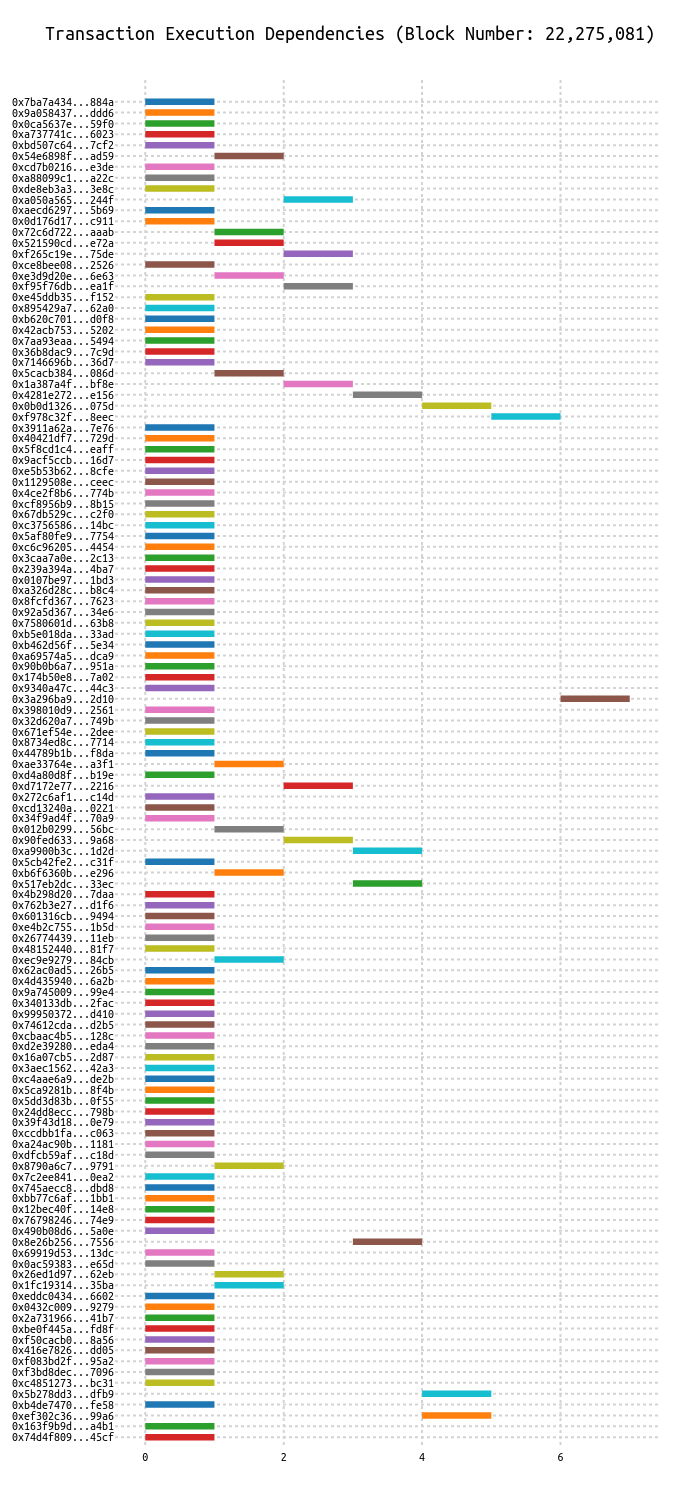 Transaction Execution Dependencies (Block Number: 22,275,081)
0x7ba7a434...884a
0x9a058437...ddd6
0x0ca5637e...59f0
0xa737741c...6023
0xbd507c64...7cf2
0x54e6898f...ad59
0xcd7b0216...e3de
0xa88099c1...a22c
0xde8eb3a3...3e8c
0xa050a565...244f
0xaecd6297...5b69
0x0d176d17...c911
0x72c6d722...aaab
0x521590cd...e72a
0xf265c19e...75de
0xce8bee08...2526
0xe3d9d20e...6e63
0xf95f76db...ea1f
0xe45ddb35...f152
0x895429a7...62a0
0xb620c701...d0f8
0x42acb753...5202
0x7aa93eaa...5494
0x36b8dac9...7c9d
0x7146696b...36d7
0x5cacb384...086d
0x1a387a4f...bf8e
0x4281e272...e156
0x0b0d1326...075d
0xf978c32f...8eec
0x3911a62a...7e76
0x40421df7...729d
0x5f8cd1c4...eaff
0x9acf5ccb...16d7
0xe5b53b62...8cfe
0x1129508e...ceec
0x4ce2f8b6...774b
0xcf8956b9...8b15
0x67db529c...c2f0
0xc3756586...14bc
0x5af80fe9...7754
0xc6c96205...4454
0x3caa7a0e...2c13
0x239a394a...4ba7
0x0107be97...1bd3
0xa326d28c...b8c4
0x8fcfd367...7623
0x92a5d367...34e6
0x7580601d...63b8
0xb5e018da...33ad
0xb462d56f...5e34
0xa69574a5...dca9
0x90b0b6a7...951a
0x174b50e8...7a02
0x9340a47c...44c3
0x3a296ba9...2d10
0x398010d9...2561
0x32d620a7...749b
0x671ef54e...2dee
0x8734ed8c...7714
0x44789b1b...f8da
0xae33764e...a3f1
0xd4a80d8f...b19e
0xd7172e77...2216
0x272c6af1...c14d
0xcd13240a...0221
0x34f9ad4f...70a9
0x012b0299...56bc
0x90fed633...9a68
0xa9900b3c...1d2d
0x5cb42fe2...c31f
0xb6f6360b...e296
0x517eb2dc...33ec
0x4b298d20...7daa
0x762b3e27...d1f6
0x601316cb...9494
0xe4b2c755...1b5d
0x26774439...11eb
0x48152440...81f7
0xec9e9279...84cb
0x62ac0ad5...26b5
0x4d435940...6a2b
0x9a745009...99e4
0x340133db...2fac
0x99950372...d410
0x74612cda...d2b5
0xcbaac4b5...128c
0xd2e39280...eda4
0x16a07cb5...2d87
0x3aec1562...42a3
0xc4aae6a9...de2b
0x5ca9281b...8f4b
0x5dd3d83b...0f55
0x24dd8ecc...798b
0x39f43d18...0e79
0xccdbb1fa...c063
0xa24ac90b...1181
0xdfcb59af...c18d
0x8790a6c7...9791
0x7c2ee841...0ea2
0x745aecc8...dbd8
0xbb77c6af...1bb1
0x12bec40f...14e8
0x76798246...74e9
0x490b08d6...5a0e
0x8e26b256...7556
0x69919d53...13dc
0x0ac59383...e65d
0x26ed1d97...62eb
0x1fc19314...35ba
0xeddc0434...6602
0x0432c009...9279
0x2a731966...41b7
0xbe0f445a...fd8f
0xf50cacb0...8a56
0x416e7826...dd05
0xf083bd2f...95a2
0xf3bd8dec...7096
0xc4851273...bc31
0x5b278dd3...dfb9
0xb4de7470...fe58
0xef302c36...99a6
0x163f9b9d...a4b1
0x74d4f809...45cf
0 2 4 6